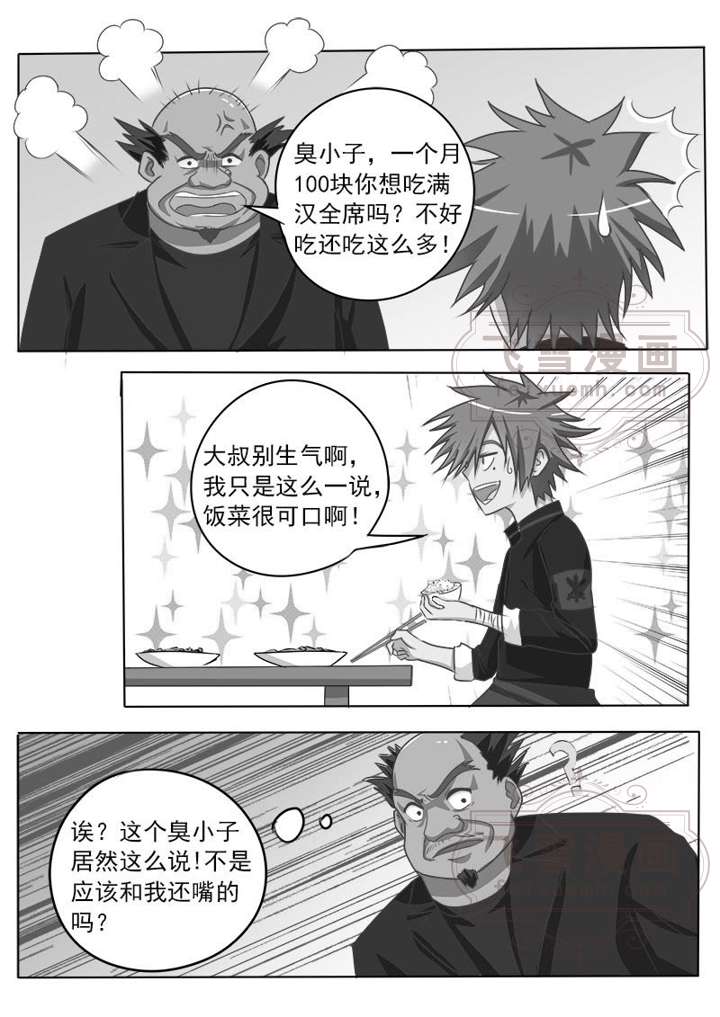 臭小子，一个月
100块你想吃满
汉全席吗？不好
吃还吃这么多！
飞雪漫画
大叔别生气啊，
我只是这么一说，
饭菜很可口啊！
?
诶？这个臭小子
居然这么说！不是
应该和我还嘴的
吗？